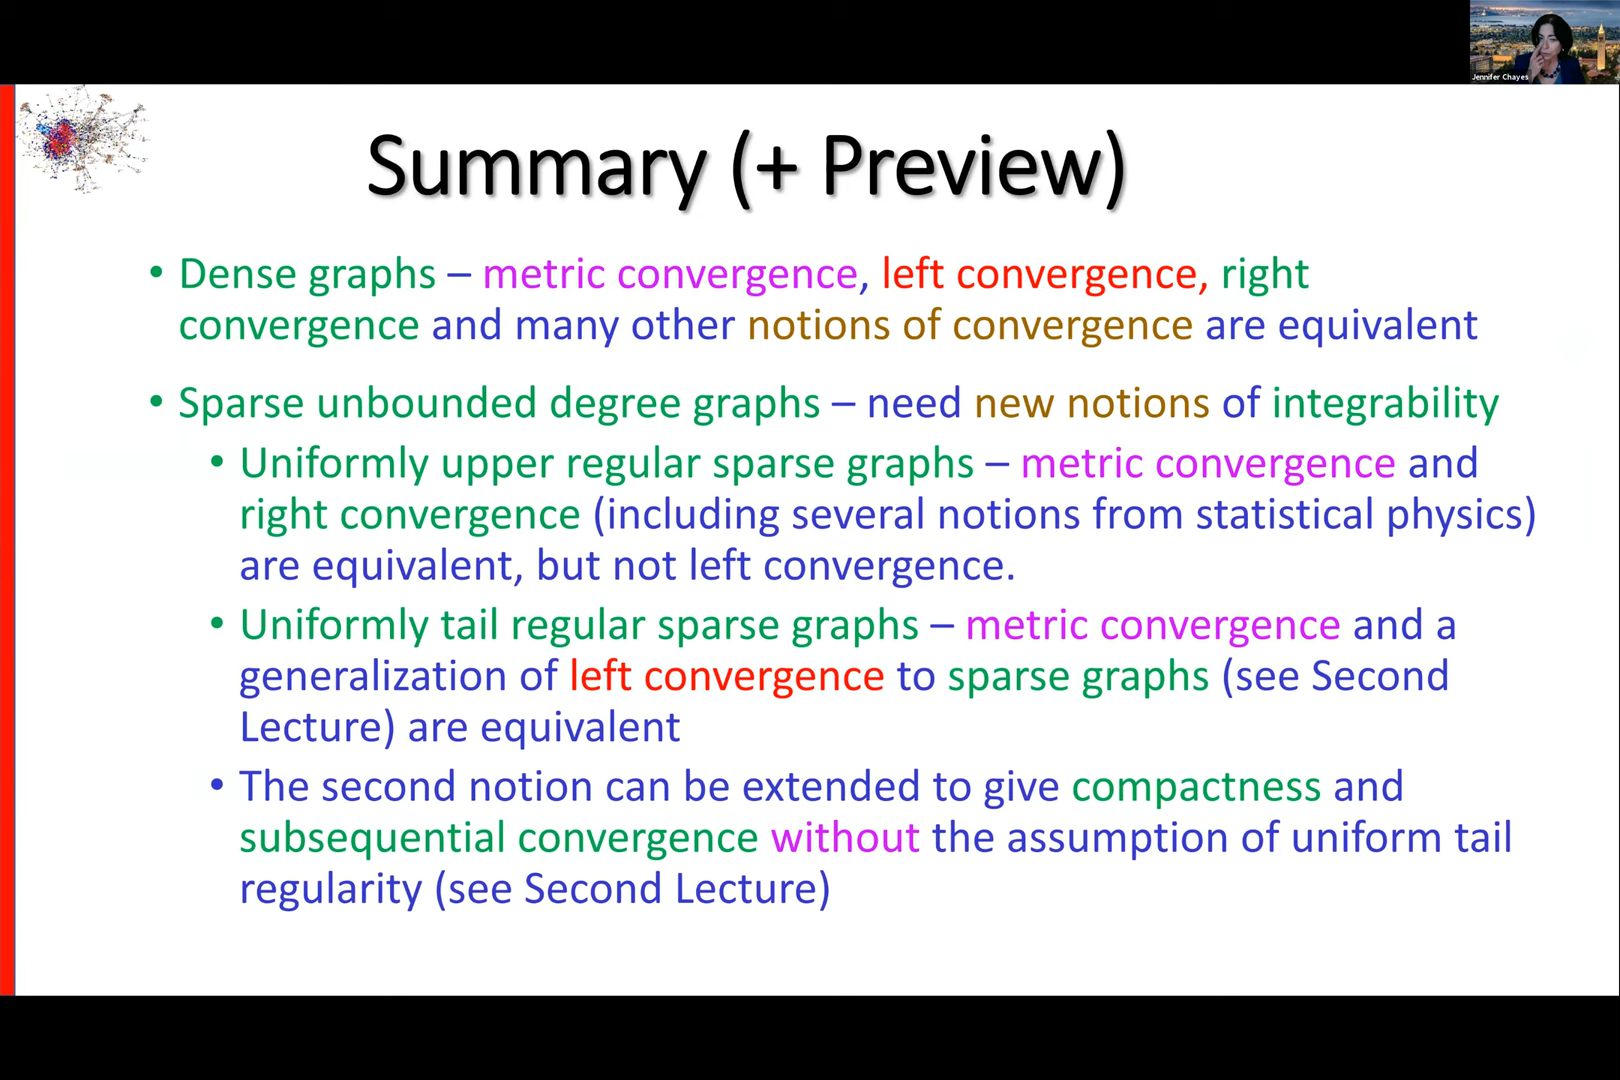 Jennifer Chayes
Summary (+ Preview)
• Dense graphs – metric convergence, left convergence, right
convergence and many other notions of convergence are equivalent
• Sparse unbounded degree graphs – need new notions of integrability
• Uniformly upper regular sparse graphs – metric convergence and
right convergence (including several notions from statistical physics)
are equivalent, but not left convergence.
• Uniformly tail regular sparse graphs – metric convergence and a
generalization of left convergence to sparse graphs (see Second
Lecture) are equivalent
• The second notion can be extended to give compactness and
subsequential convergence without the assumption of uniform tail
regularity (see Second Lecture)